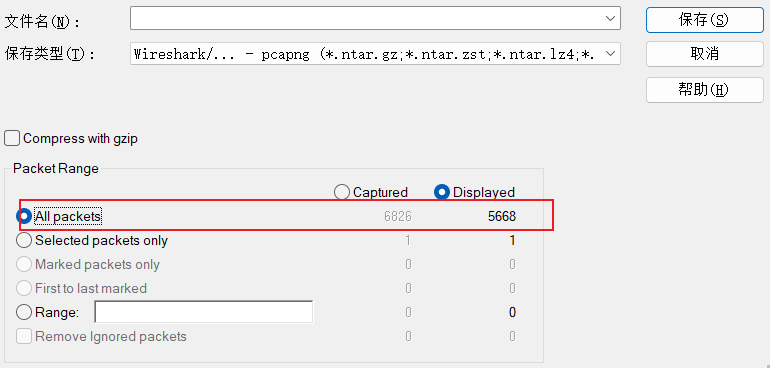 文件名(N)：
保存(S)
保存类型(T)：
Wireshark/... - pcapng (*.ntar.gz;*.ntar.zst;*.ntar.lz4;*.
取消
帮助(H)
Compress with gzip
Packet Range
Captured Displayed
All packets 6826 5668
Selected packets only 1 1
Marked packets only 0 0
First to last marked 0 0
Range: 0 0
Remove Ignored packets 0 0